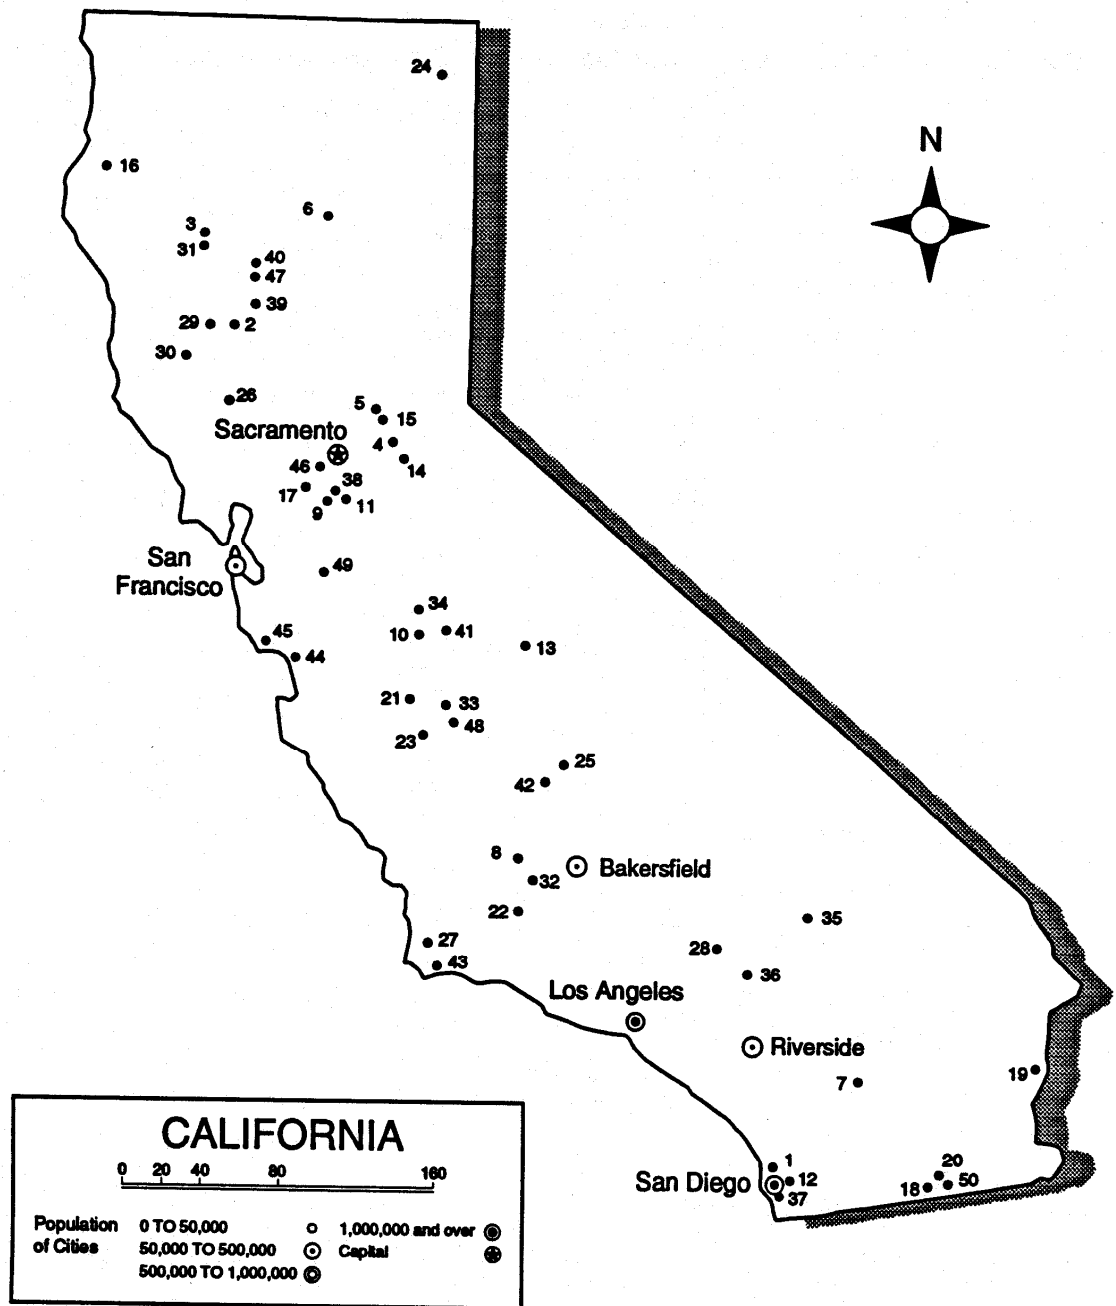 24
N
16
6
3
31
40
47
39
29
2
30
26
5
15
Sacramento
4
14
46
38
17
11
9
San
Francisco
49
34
10
41
45
13
44
21
33
48
23
25
42
8
Bakersfield
32
22
35
27
28
43
36
Los Angeles
Riverside
19
7
1
20
San Diego
12
18
50
37
CALIFORNIA
0 20 40 80 160
Population
of Cities
0 TO 50,000
50,000 TO 500,000
500,000 TO 1,000,000
1,000,000 and over
Capital